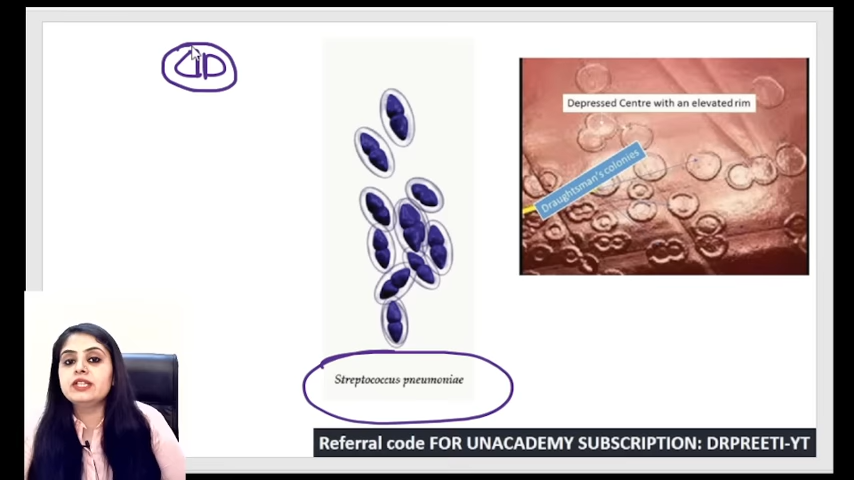 Depressed Centre with an elevated rim
Draughtsman's colonies
Streptococcus pneumoniae
Referral code FOR UNACADEMY SUBSCRIPTION: DRPREETI-YT